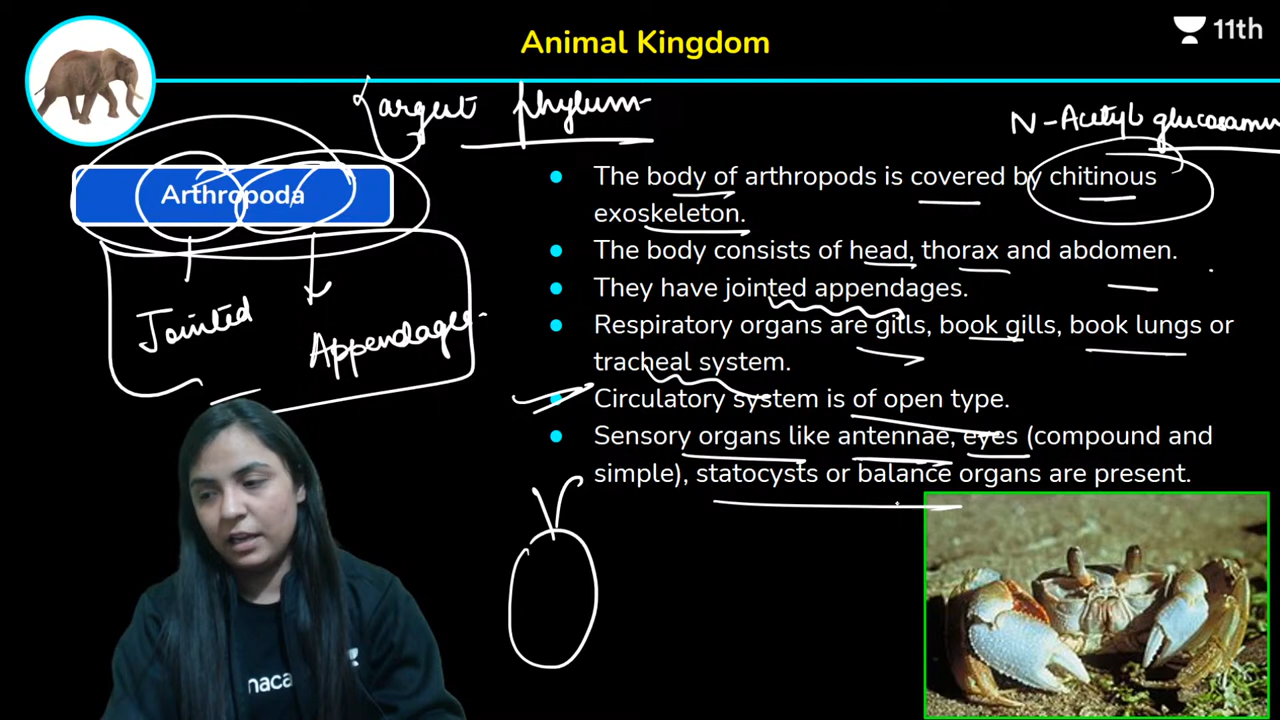 Animal Kingdom
11th
Largest phylum
N-Acetyl glucosamin
Arthropoda
Jointed
Appendages
• The body of arthropods is covered by chitinous
exoskeleton.
• The body consists of head, thorax and abdomen.
• They have jointed appendages.
• Respiratory organs are gills, book gills, book lungs or
tracheal system.
• Circulatory system is of open type.
• Sensory organs like antennae, eyes (compound and
simple), statocysts or balance organs are present.
naca